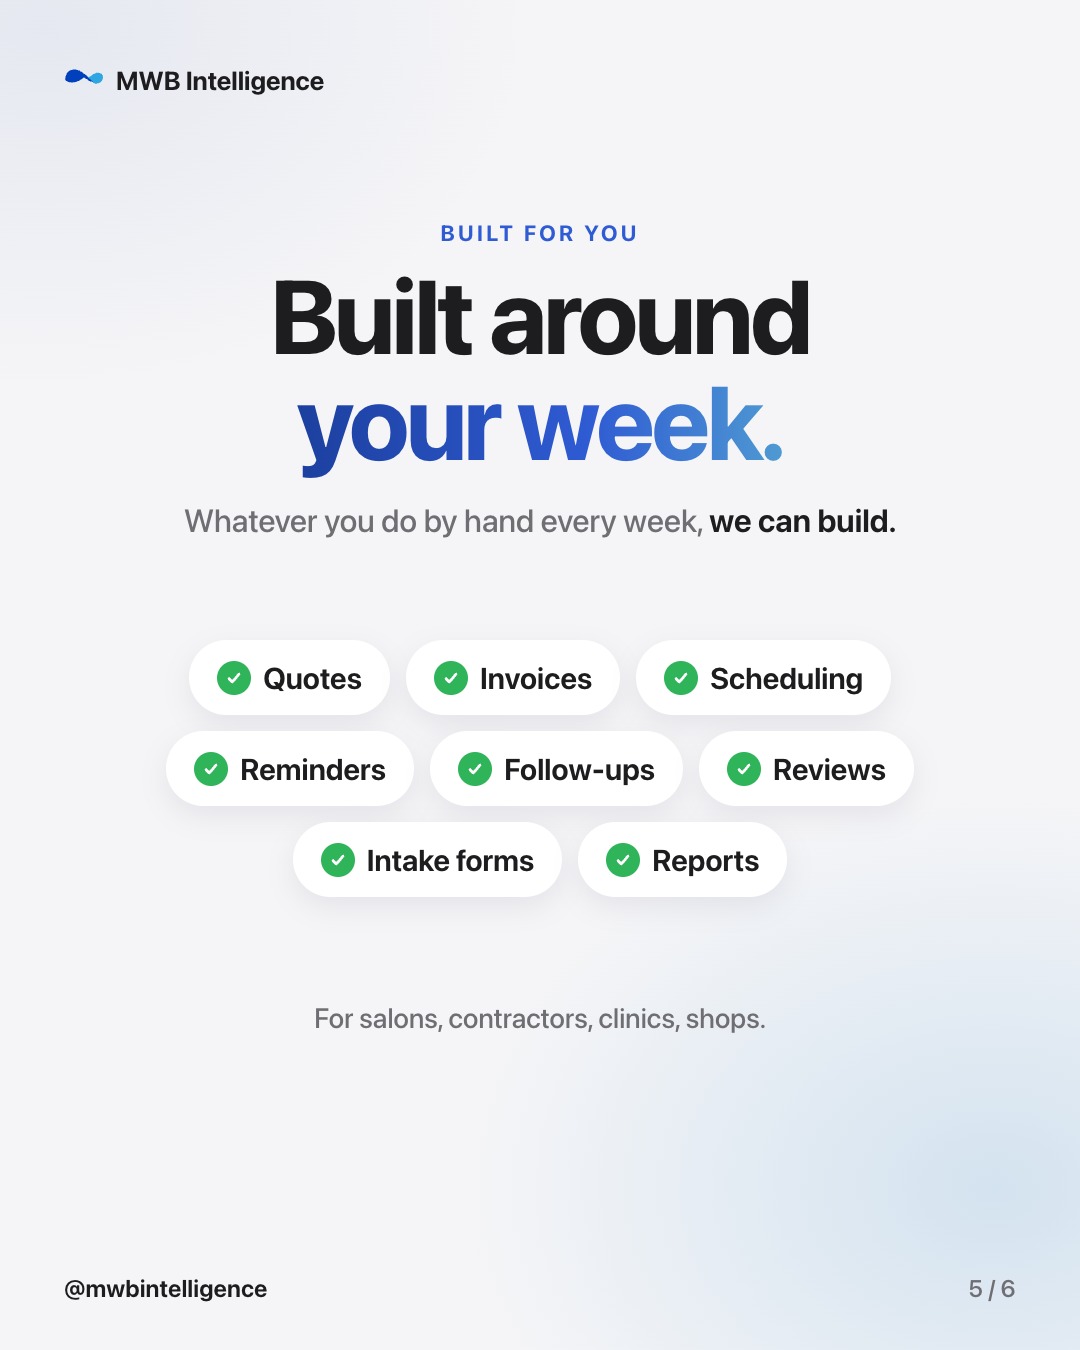 MWB Intelligence
BUILT FOR YOU
Built around
your week.
Whatever you do by hand every week, we can build.
Quotes
Invoices
Scheduling
Reminders
Follow-ups
Reviews
Intake forms
Reports
For salons, contractors, clinics, shops.
@mwbintelligence
5 / 6